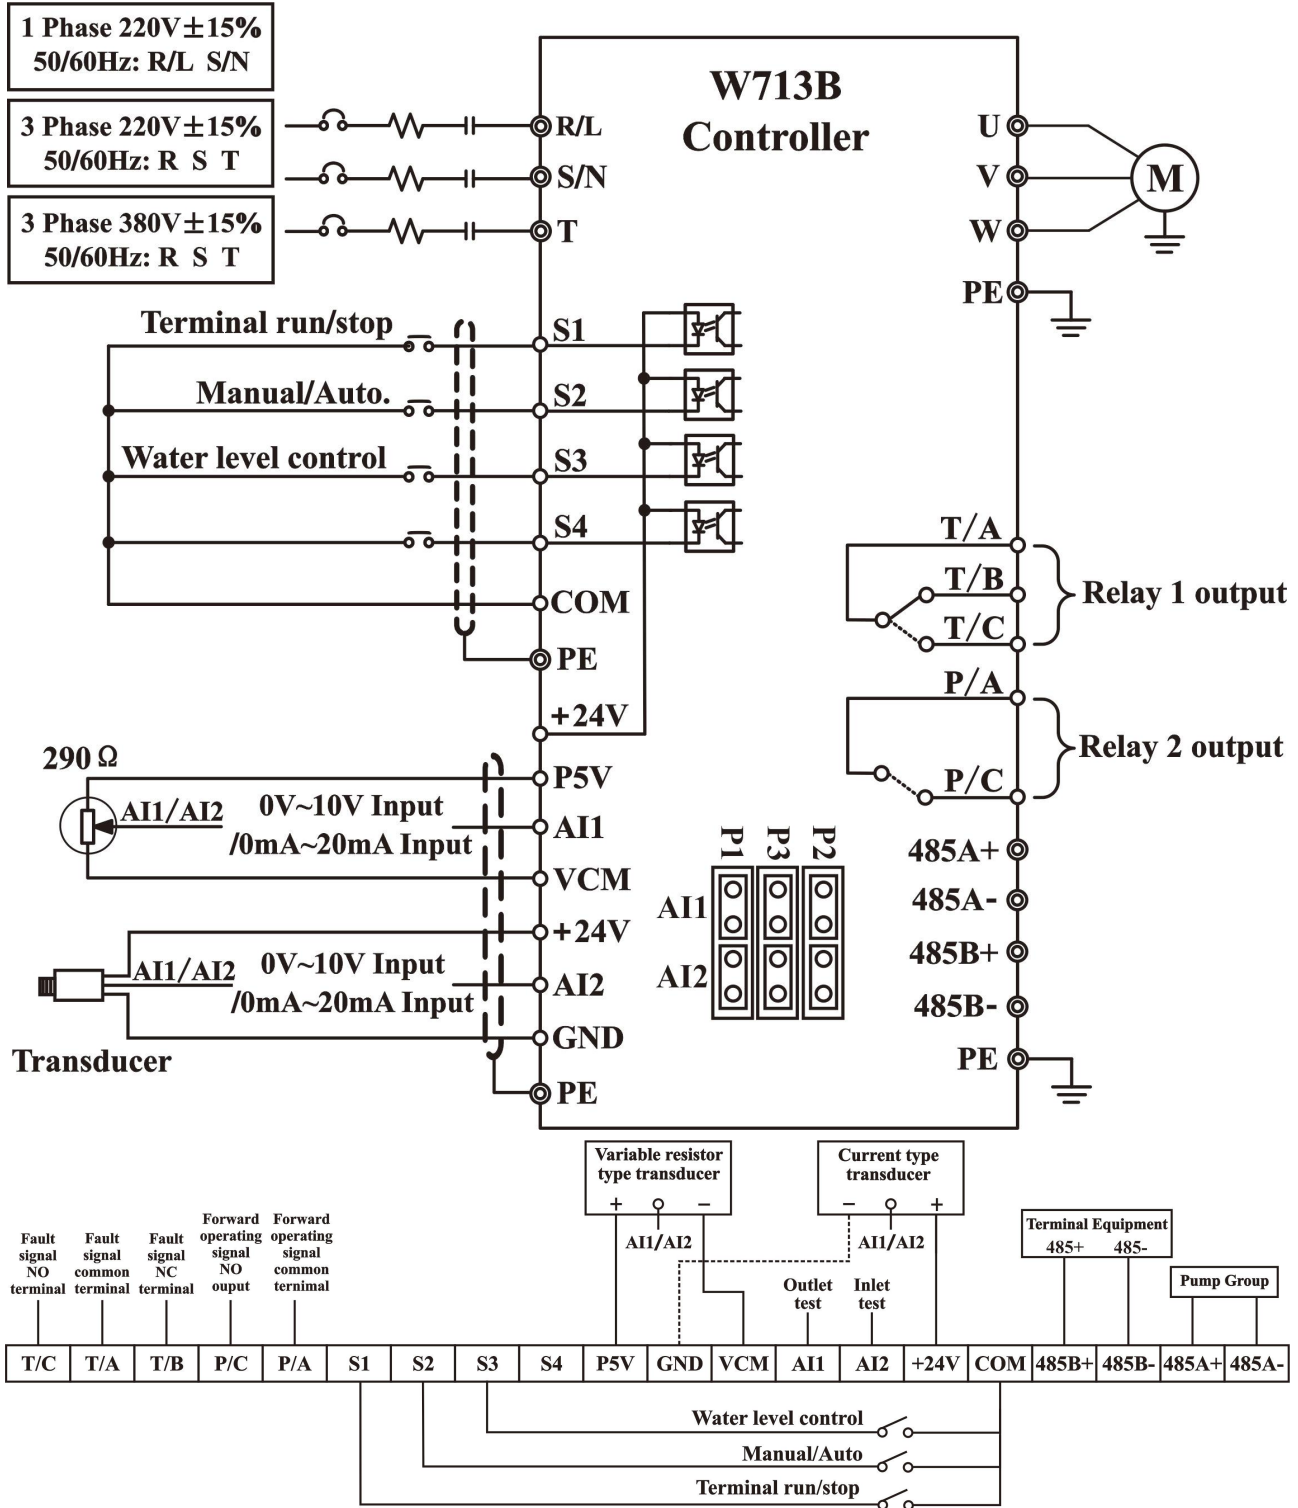 1 Phase 220V±15%
50/60Hz: R/L S/N
3 Phase 220V±15%
50/60Hz: R S T
3 Phase 380V±15%
50/60Hz: R S T
W713B
Controller
R/L
S/N
T
U
V
W
M
PE
Terminal run/stop
S1
Manual/Auto.
S2
Water level control
S3
S4
COM
PE
+24V
T/A
T/B
T/C
Relay 1 output
P/A
P/C
Relay 2 output
290 Ω
P5V
AI1/AI2
0V~10V Input
/0mA~20mA Input
AI1
VCM
+24V
AI1/AI2
0V~10V Input
/0mA~20mA Input
AI2
GND
Transducer
PE
P1
P3
P2
AI1
AI2
485A+
485A-
485B+
485B-
PE
Variable resistor
type transducer
+
−
AI1/AI2
Current type
transducer
−
+
AI1/AI2
Fault
signal
NO
terminal
Fault
signal
common
terminal
Fault
signal
NC
terminal
Forward
operating
signal
NO
ouput
Forward
operating
signal
common
ternimal
Outlet
test
Inlet
test
Terminal Equipment
485+ 485-
Pump Group
T/C T/A T/B P/C P/A S1 S2 S3 S4 P5V GND VCM AI1 AI2 +24V COM 485B+ 485B- 485A+ 485A-
Water level control
Manual/Auto
Terminal run/stop